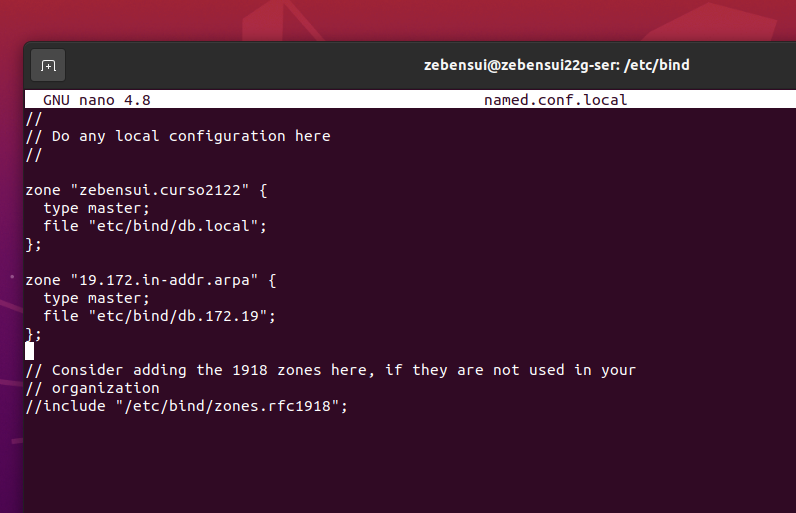 zebensui@zebensui22g-ser: /etc/bind
GNU nano 4.8 named.conf.local
//
// Do any local configuration here
//
zone "zebensui.curso2122" {
type master;
file "etc/bind/db.local";
};
zone "19.172.in-addr.arpa" {
type master;
file "etc/bind/db.172.19";
};
// Consider adding the 1918 zones here, if they are not used in your
// organization
//include "/etc/bind/zones.rfc1918";